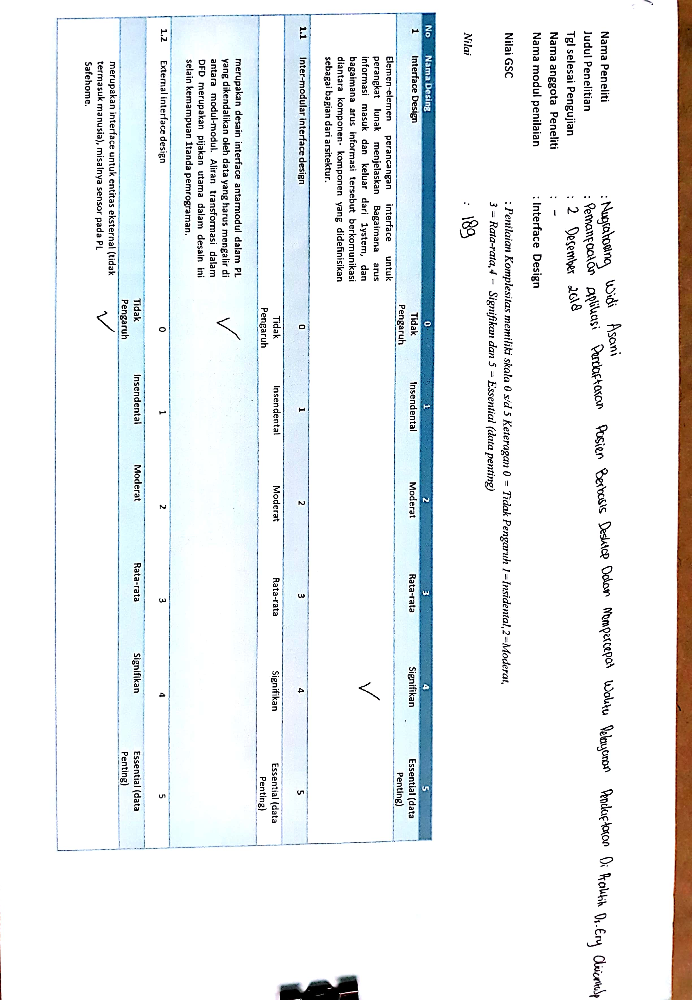 Nama Peneliti : Nugrahaning Widi Asani
Judul Penelitian : Pemanfaatan aplikasi Pendaftaran Pasien Berbasis Desktop Dalam Mempercepat Waktu Pelayanan Pendaftaran Di Praktik Dr. Ery
Tgl selesai Pengujian : 2 Desember 2018
Nama anggota Peneliti : -
Nama modul penilaian : Interface Design
Nilai GSC : Penilaian Komplesitas memiliki skala 0 s/d 5 Keteragan 0 = Tidak Pengaruh 1=Insidental,2=Moderat,
3 = Rata-rata,4 = Signifikan dan 5 = Essential (data penting)
Nilai : 189
No Nama Desing 0 1 2 3 4 5
1 Interface Design Tidak Pengaruh Insendental Moderat Rata-rata Signifikan Essential (data Penting)
Elemen-elemen perancangan interface untuk
perangkat lunak menjelaskan Bagaimana arus
informasi masuk dan keluar dari 1ystem, dan
bagaimana arus informasi tersebut berkomunikasi
diantara komponen- komponen yang didefinisikan
sebagai bagian dari arsitektur.
✓
1.1 Inter-modular interface design 0 1 2 3 4 5
Tidak Pengaruh Insendental Moderat Rata-rata Signifikan Essential (data Penting)
merupakan desain interface antarmodul dalam PL
yang dikendalikan oleh data yang harus mengalir di
antara modul-modul. Aliran transformasi dalam
DFD merupakan pijakan utama dalam desain ini
selain kemampuan 1tanda pemrograman.
✓
1.2 External interface design 0 1 2 3 4 5
Tidak Pengaruh Insendental Moderat Rata-rata Signifikan Essential (data Penting)
merupakan interface untuk entitas eksternal (tidak
termasuk manusia), misalnya sensor pada PL
Safehome.
✓